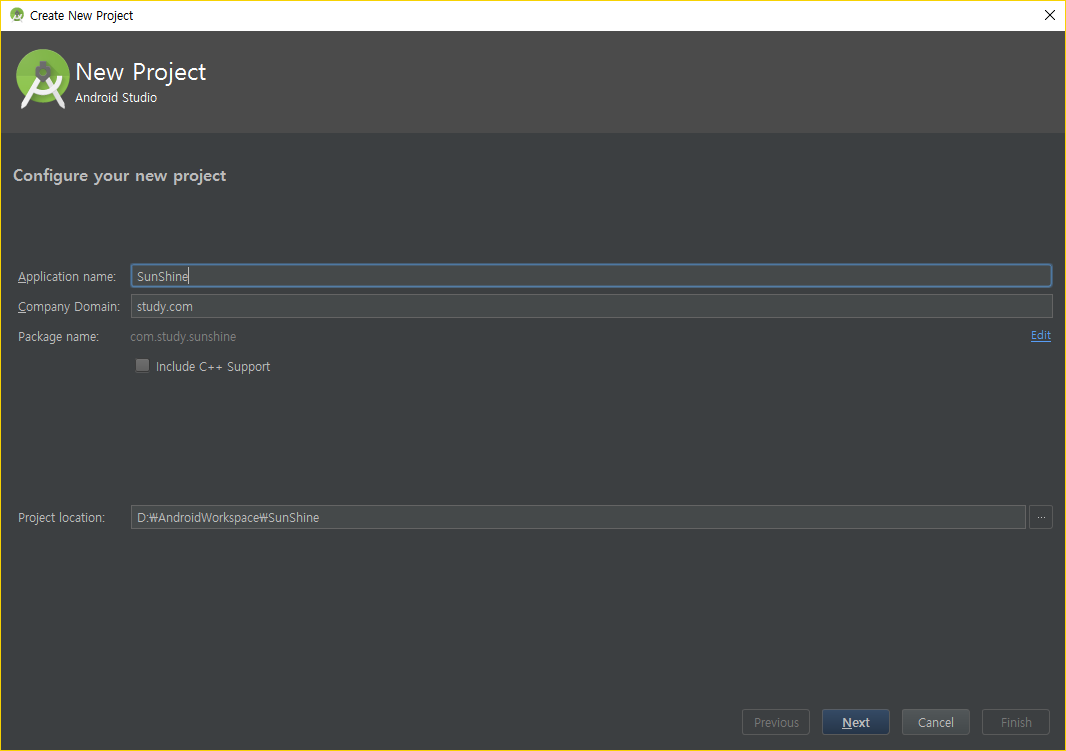 Create New Project
New Project
Android Studio
Configure your new project
Application name: SunShine
Company Domain: study.com
Package name: com.study.sunshine Edit
Include C++ Support
Project location: D:₩AndroidWorkspace₩SunShine ...
Previous Next Cancel Finish